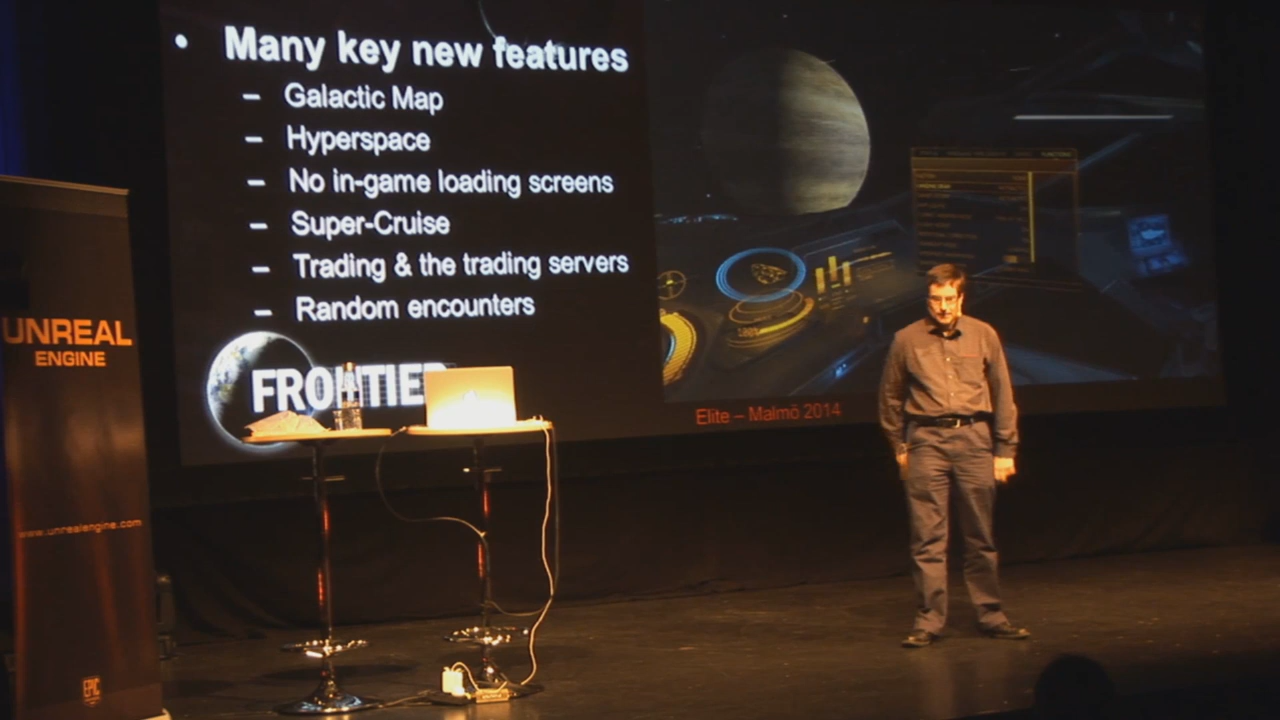 • Many key new features
– Galactic Map
– Hyperspace
– No in-game loading screens
– Super-Cruise
– Trading & the trading servers
– Random encounters
FRONTIER
Elite – Malmö 2014
UNREAL
ENGINE
www.unrealengine.com
EPIC